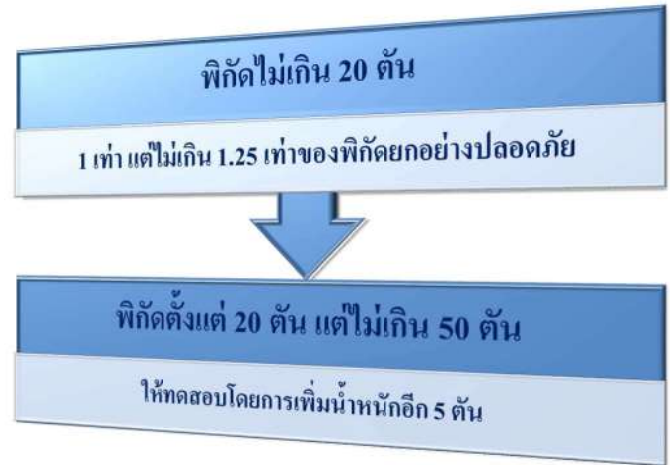 พิกัดไม่เกิน 20 ตัน
1 เท่า แต่ไม่เกิน 1.25 เท่าของพิกัดยกอย่างปลอดภัย
พิกัดตั้งแต่ 20 ตัน แต่ไม่เกิน 50 ตัน
ให้ทดสอบโดยการเพิ่มน้ำหนักอีก 5 ตัน